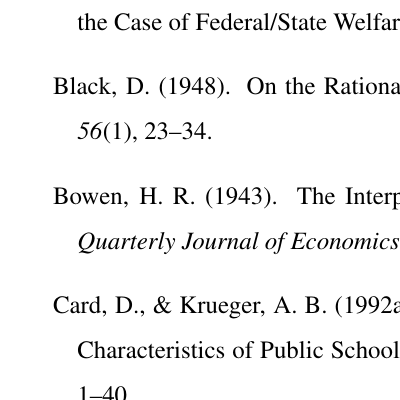 the Case of Federal/State Welfar
Black, D. (1948). On the Rationa
56(1), 23–34.
Bowen, H. R. (1943). The Interp
Quarterly Journal of Economics
Card, D., & Krueger, A. B. (1992a
Characteristics of Public School
1–40